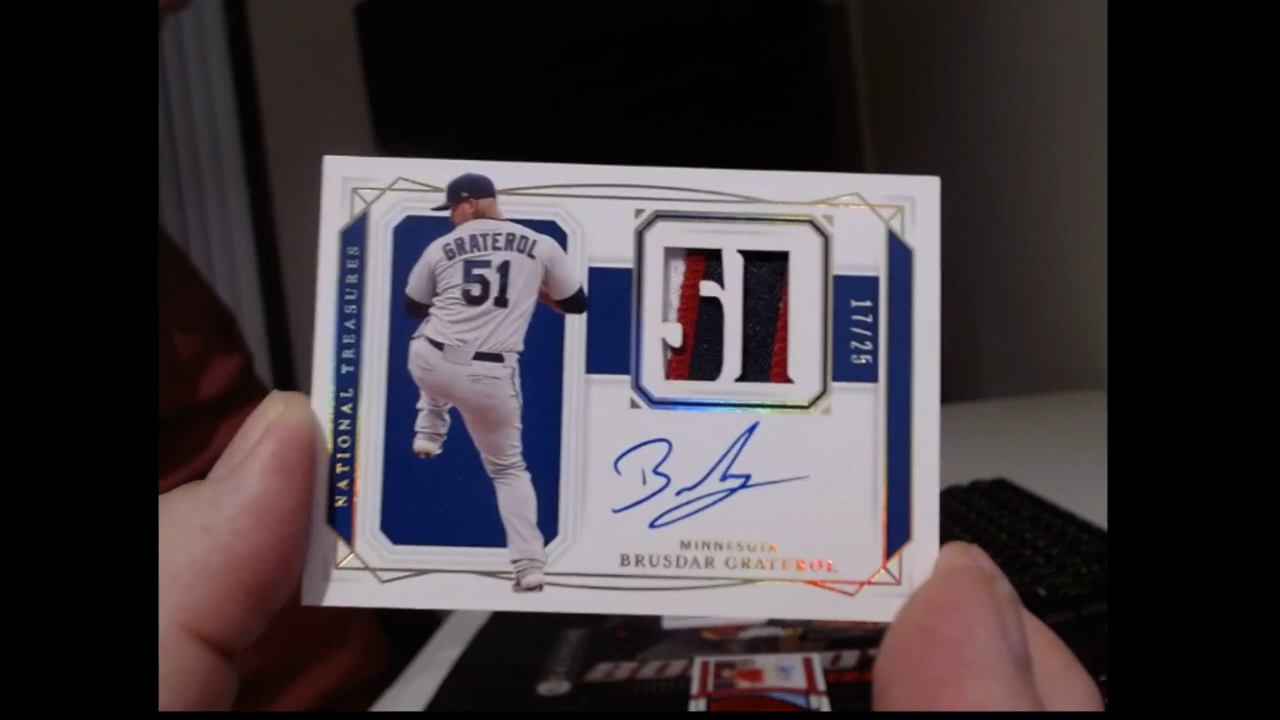 NATIONAL TREASURES
GRATEROL
51
51
17/25
MINNESOTA
BRUSDAR GRATEROL